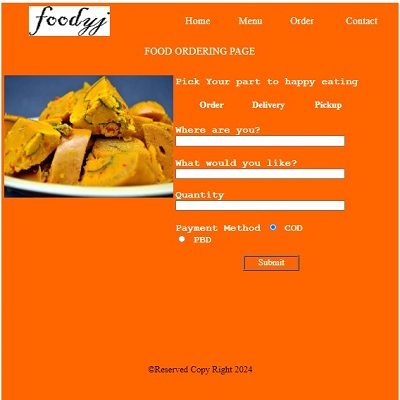 foodyj
Home Menu Order Contact
FOOD ORDERING PAGE
Pick Your part to happy eating
Order Delivery Pickup
Where are you?
What would you like?
Quantity
Payment Method COD
PBD
Submit
©Reserved Copy Right 2024